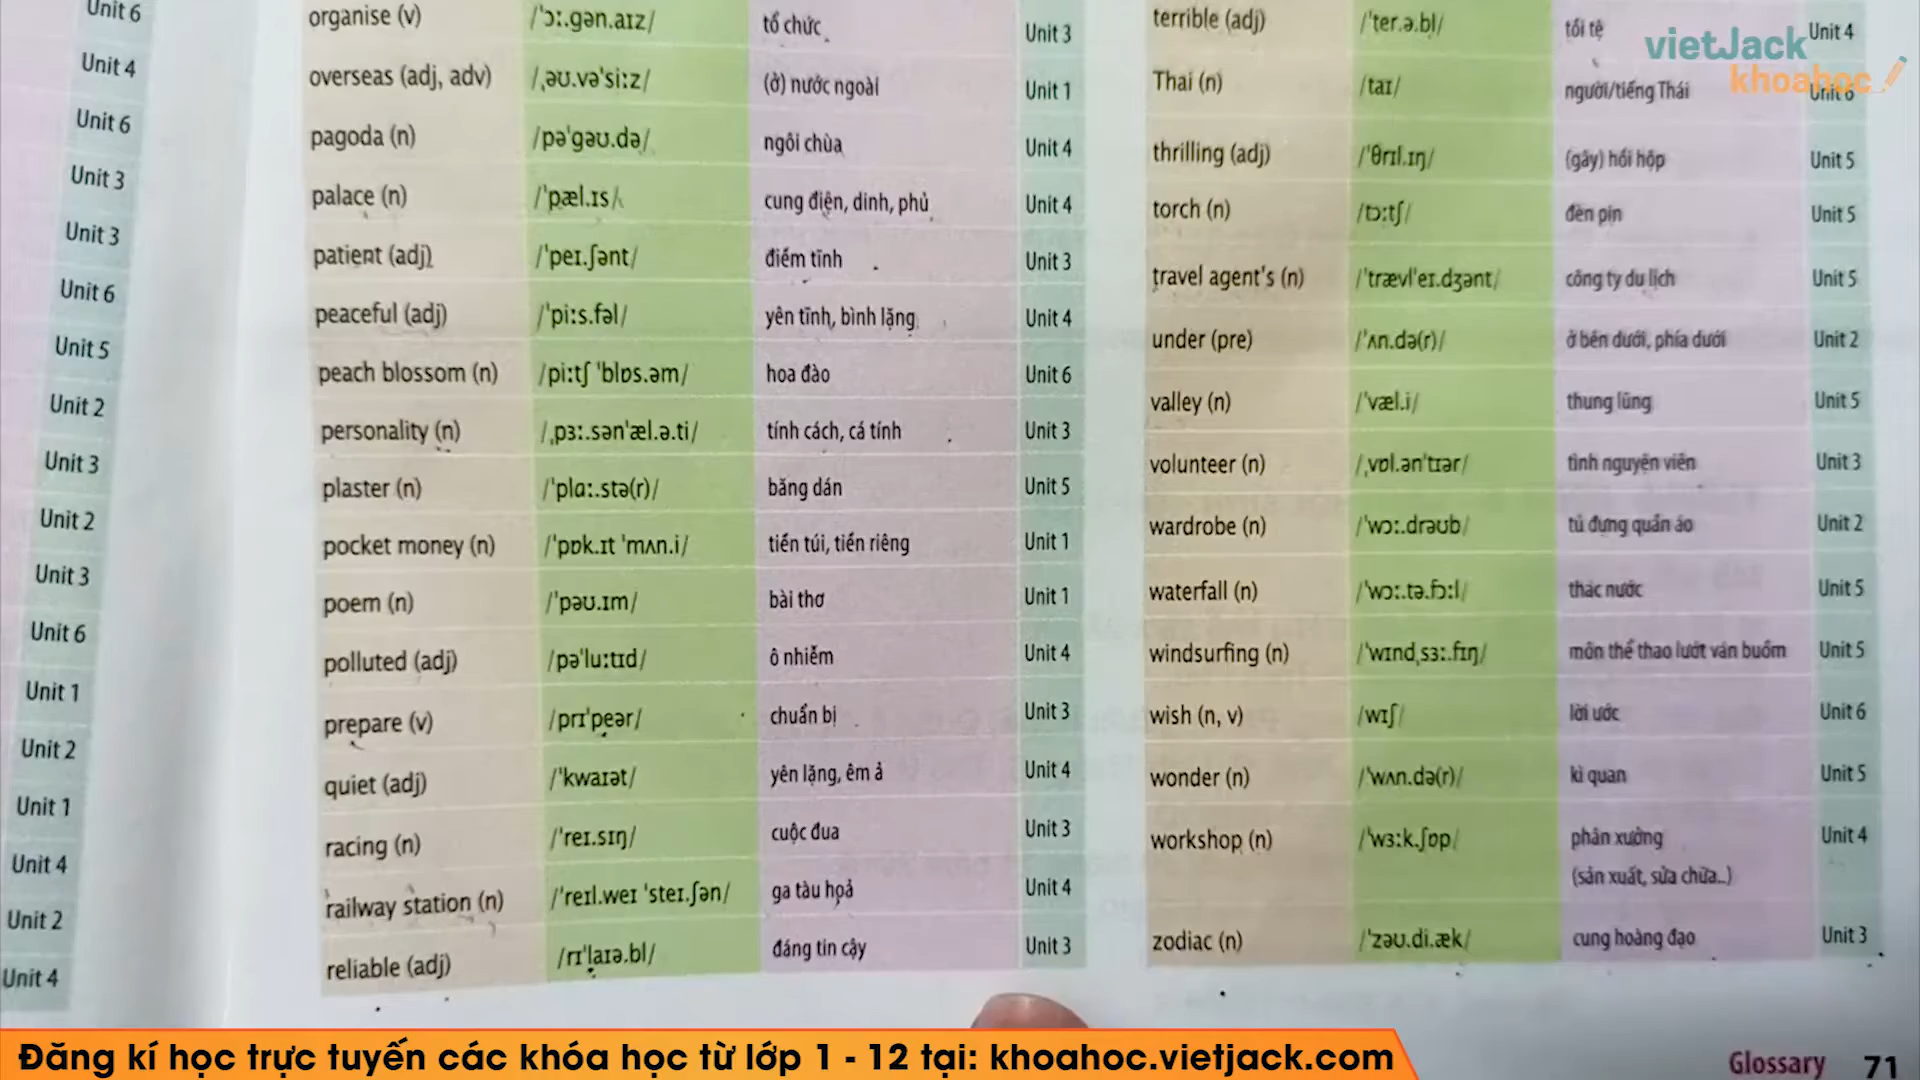 Unit 6
Unit 4
Unit 6
Unit 3
Unit 3
Unit 6
Unit 5
Unit 2
Unit 3
Unit 2
Unit 3
Unit 6
Unit 1
Unit 2
Unit 1
Unit 4
Unit 2
Unit 4
organise (v) /ˈɔː.gən.aɪz/ tổ chức Unit 3
overseas (adj, adv) /ˌəʊ.vəˈsiːz/ (ở) nước ngoài Unit 1
pagoda (n) /pəˈgəʊ.də/ ngôi chùa Unit 4
palace (n) /ˈpæl.ɪs/ cung điện, dinh, phủ Unit 4
patient (adj) /ˈpeɪ.ʃənt/ điềm tĩnh Unit 3
peaceful (adj) /ˈpiːs.fəl/ yên tĩnh, bình lặng Unit 4
peach blossom (n) /piːtʃ ˈblɒs.əm/ hoa đào Unit 6
personality (n) /ˌpɜː.sənˈæl.ə.ti/ tính cách, cá tính Unit 3
plaster (n) /ˈplɑː.stə(r)/ băng dán Unit 5
pocket money (n) /ˈpɒk.ɪt ˈmʌn.i/ tiền túi, tiền riêng Unit 1
poem (n) /ˈpəʊ.ɪm/ bài thơ Unit 1
polluted (adj) /pəˈluːtɪd/ ô nhiễm Unit 4
prepare (v) /prɪˈpeər/ chuẩn bị Unit 3
quiet (adj) /ˈkwaɪət/ yên lặng, êm ả Unit 4
racing (n) /ˈreɪ.sɪŋ/ cuộc đua Unit 3
railway station (n) /ˈreɪl.weɪ ˈsteɪ.ʃən/ ga tàu hoả Unit 4
reliable (adj) /rɪˈlaɪə.bl/ đáng tin cậy Unit 3
terrible (adj) /ˈter.ə.bl/ tồi tệ Unit 4
Thai (n) /taɪ/ người/tiếng Thái Unit 6
thrilling (adj) /ˈθrɪl.ɪŋ/ (gây) hồi hộp Unit 5
torch (n) /tɔːtʃ/ đèn pin Unit 5
travel agent's (n) /ˈtrævlˈeɪ.dʒənt/ công ty du lịch Unit 5
under (pre) /ˈʌn.də(r)/ ở bên dưới, phía dưới Unit 2
valley (n) /ˈvæl.i/ thung lũng Unit 5
volunteer (n) /ˌvɒl.ənˈtɪər/ tình nguyện viên Unit 3
wardrobe (n) /ˈwɔː.drəʊb/ tủ đựng quần áo Unit 2
waterfall (n) /ˈwɔː.tə.fɔːl/ thác nước Unit 5
windsurfing (n) /ˈwɪndˌsɜː.fɪŋ/ môn thể thao lướt ván buồm Unit 5
wish (n, v) /wɪʃ/ lời ước Unit 6
wonder (n) /ˈwʌn.də(r)/ kì quan Unit 5
workshop (n) /ˈwɜːk.ʃɒp/ phân xưởng Unit 4
(sản xuất, sửa chữa..)
zodiac (n) /ˈzəʊ.di.æk/ cung hoàng đạo Unit 3
vietJack
khoahoc
Đăng kí học trực tuyến các khóa học từ lớp 1 - 12 tại: khoahoc.vietjack.com
Glossary 71